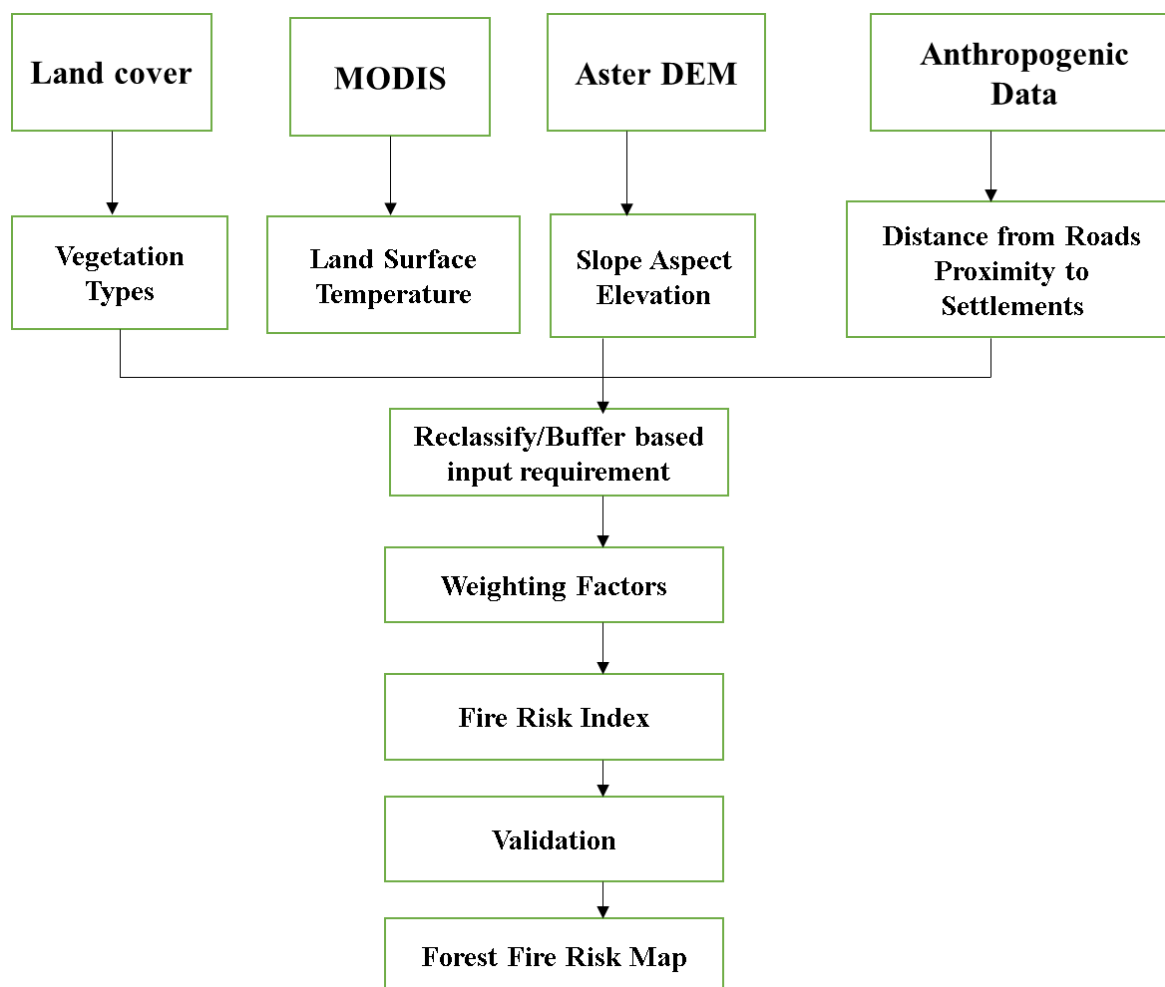 Land cover
MODIS
Aster DEM
Anthropogenic
Data
Vegetation
Types
Land Surface
Temperature
Slope Aspect
Elevation
Distance from Roads
Proximity to
Settlements
Reclassify/Buffer based
input requirement
Weighting Factors
Fire Risk Index
Validation
Forest Fire Risk Map